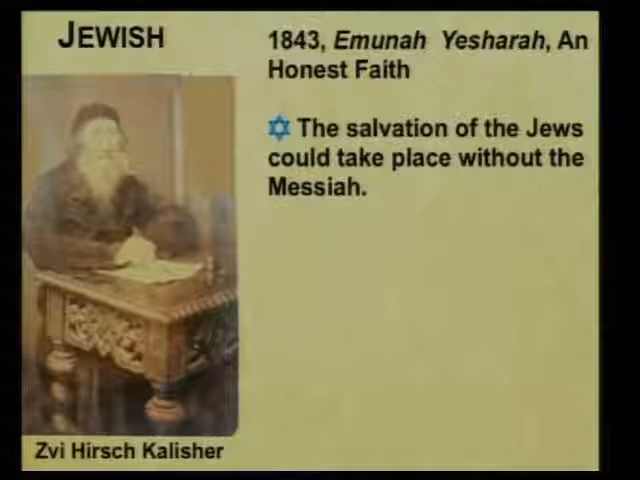 JEWISH
1843, Emunah Yesharah, An
Honest Faith
The salvation of the Jews
could take place without the
Messiah.
Zvi Hirsch Kalisher